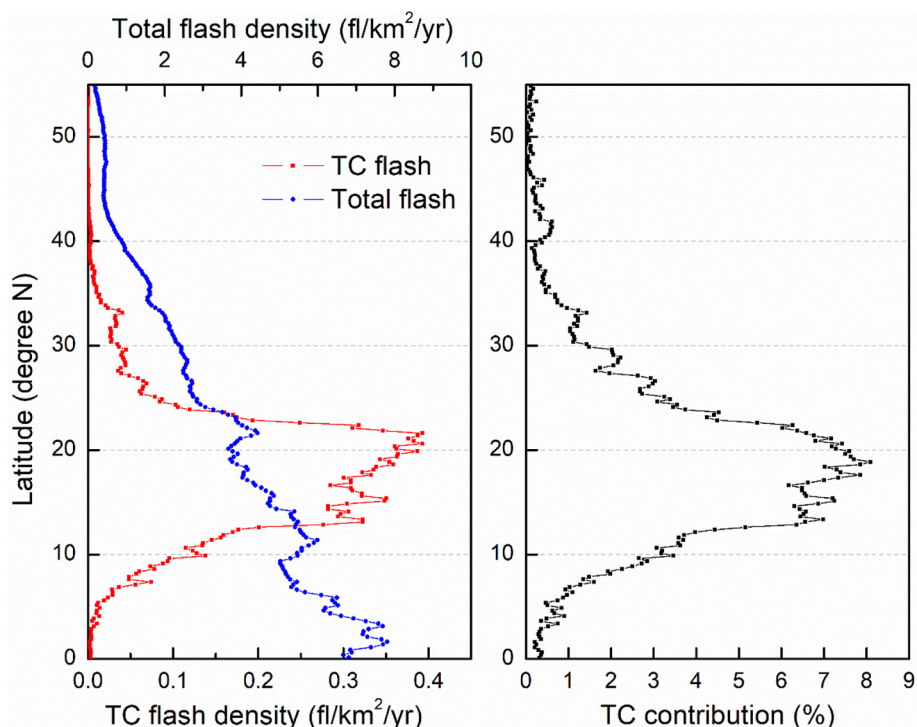 Total flash density (fl/km²/yr)
0 2 4 6 8 10
50
40
30
20
10
0
Latitude (degree N)
TC flash
Total flash
0.0 0.1 0.2 0.3 0.4
TC flash density (fl/km²/yr)
50
40
30
20
10
0
0 1 2 3 4 5 6 7 8 9
TC contribution (%)